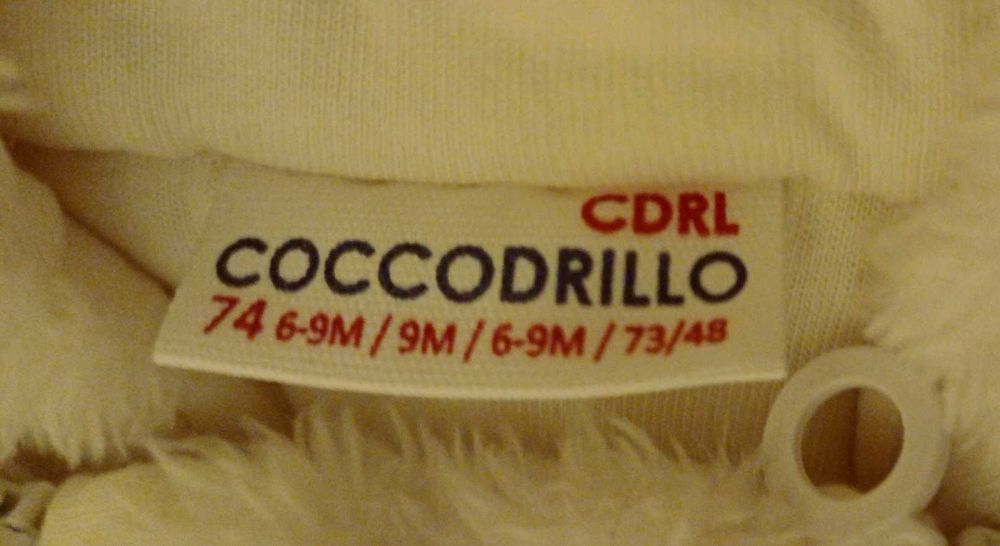 CDRL
COCCODRILLO
74 6-9M / 9M / 6-9M / 73/48